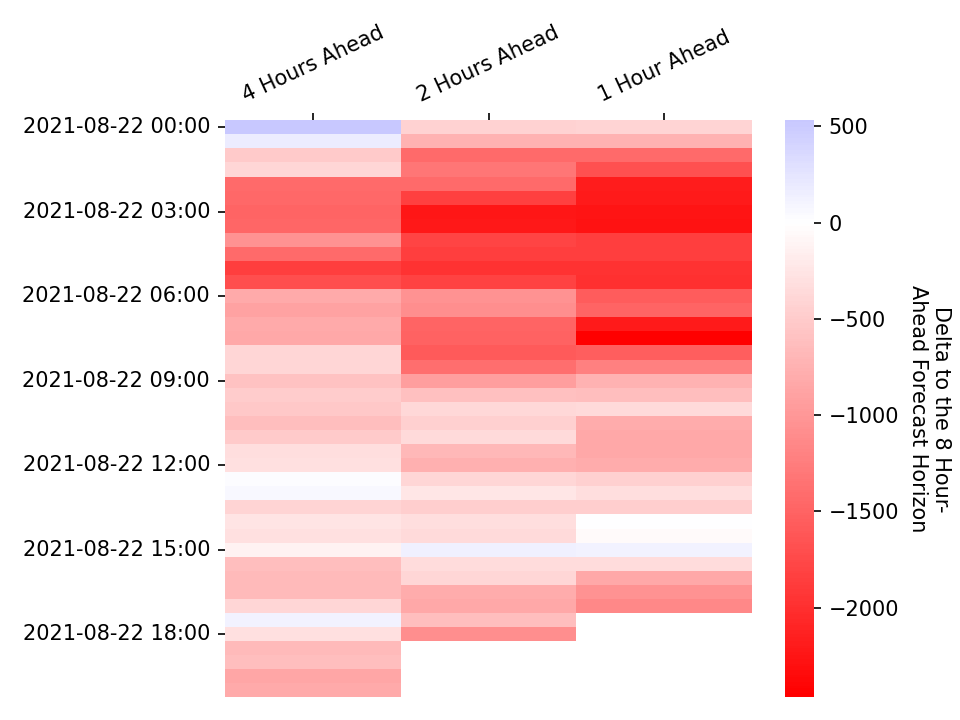 4 Hours Ahead
2 Hours Ahead
1 Hour Ahead
2021-08-22 00:00
2021-08-22 03:00
2021-08-22 06:00
2021-08-22 09:00
2021-08-22 12:00
2021-08-22 15:00
2021-08-22 18:00
500
0
−500
−1000
−1500
−2000
Delta to the 8 Hour-
Ahead Forecast Horizon